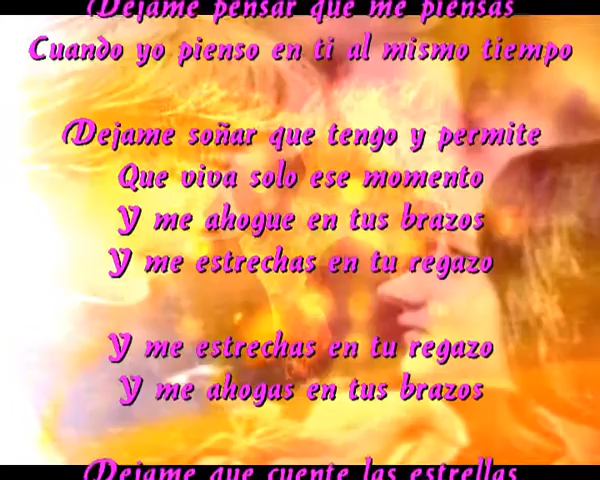 Dejame pensar que me piensas
Cuando yo pienso en ti al mismo tiempo
Dejame soñar que tengo y permite
Que viva solo ese momento
Y me ahogue en tus brazos
Y me estrechas en tu regazo
Y me estrechas en tu regazo
Y me ahogas en tus brazos
Dejame que cuente las estrellas